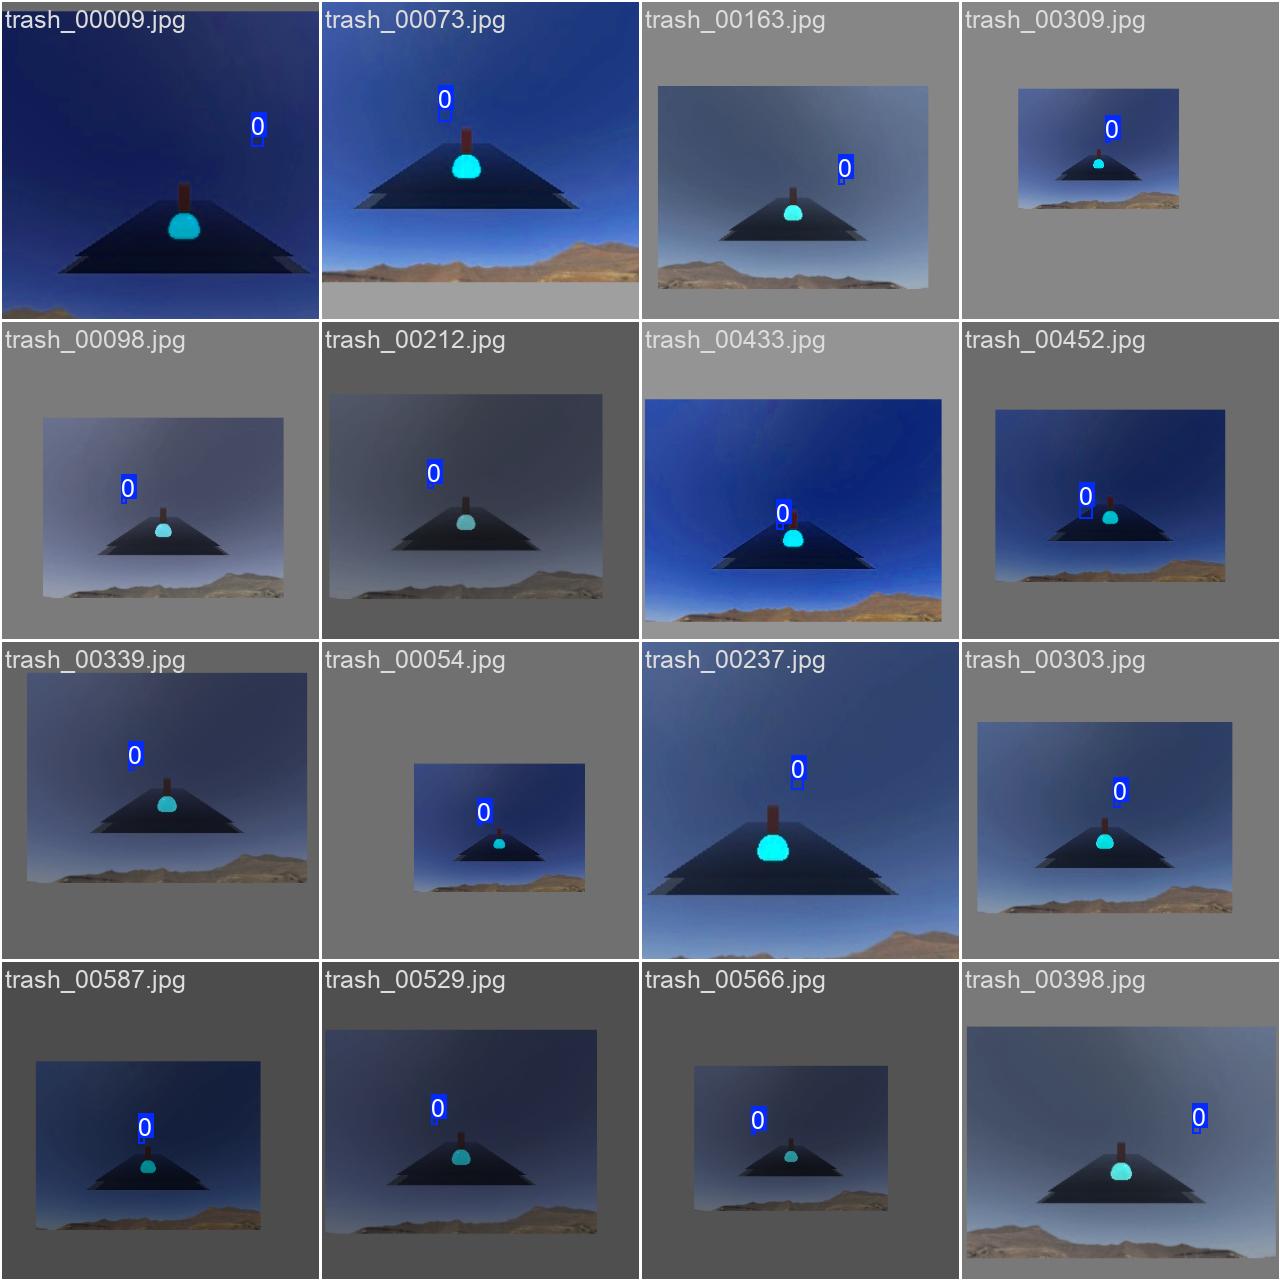 trash_00009.jpg
trash_00073.jpg
trash_00163.jpg
trash_00309.jpg
0
0
0
0
trash_00098.jpg
trash_00212.jpg
trash_00433.jpg
trash_00452.jpg
0
0
0
0
trash_00339.jpg
trash_00054.jpg
trash_00237.jpg
trash_00303.jpg
0
0
0
0
trash_00587.jpg
trash_00529.jpg
trash_00566.jpg
trash_00398.jpg
0
0
0
0